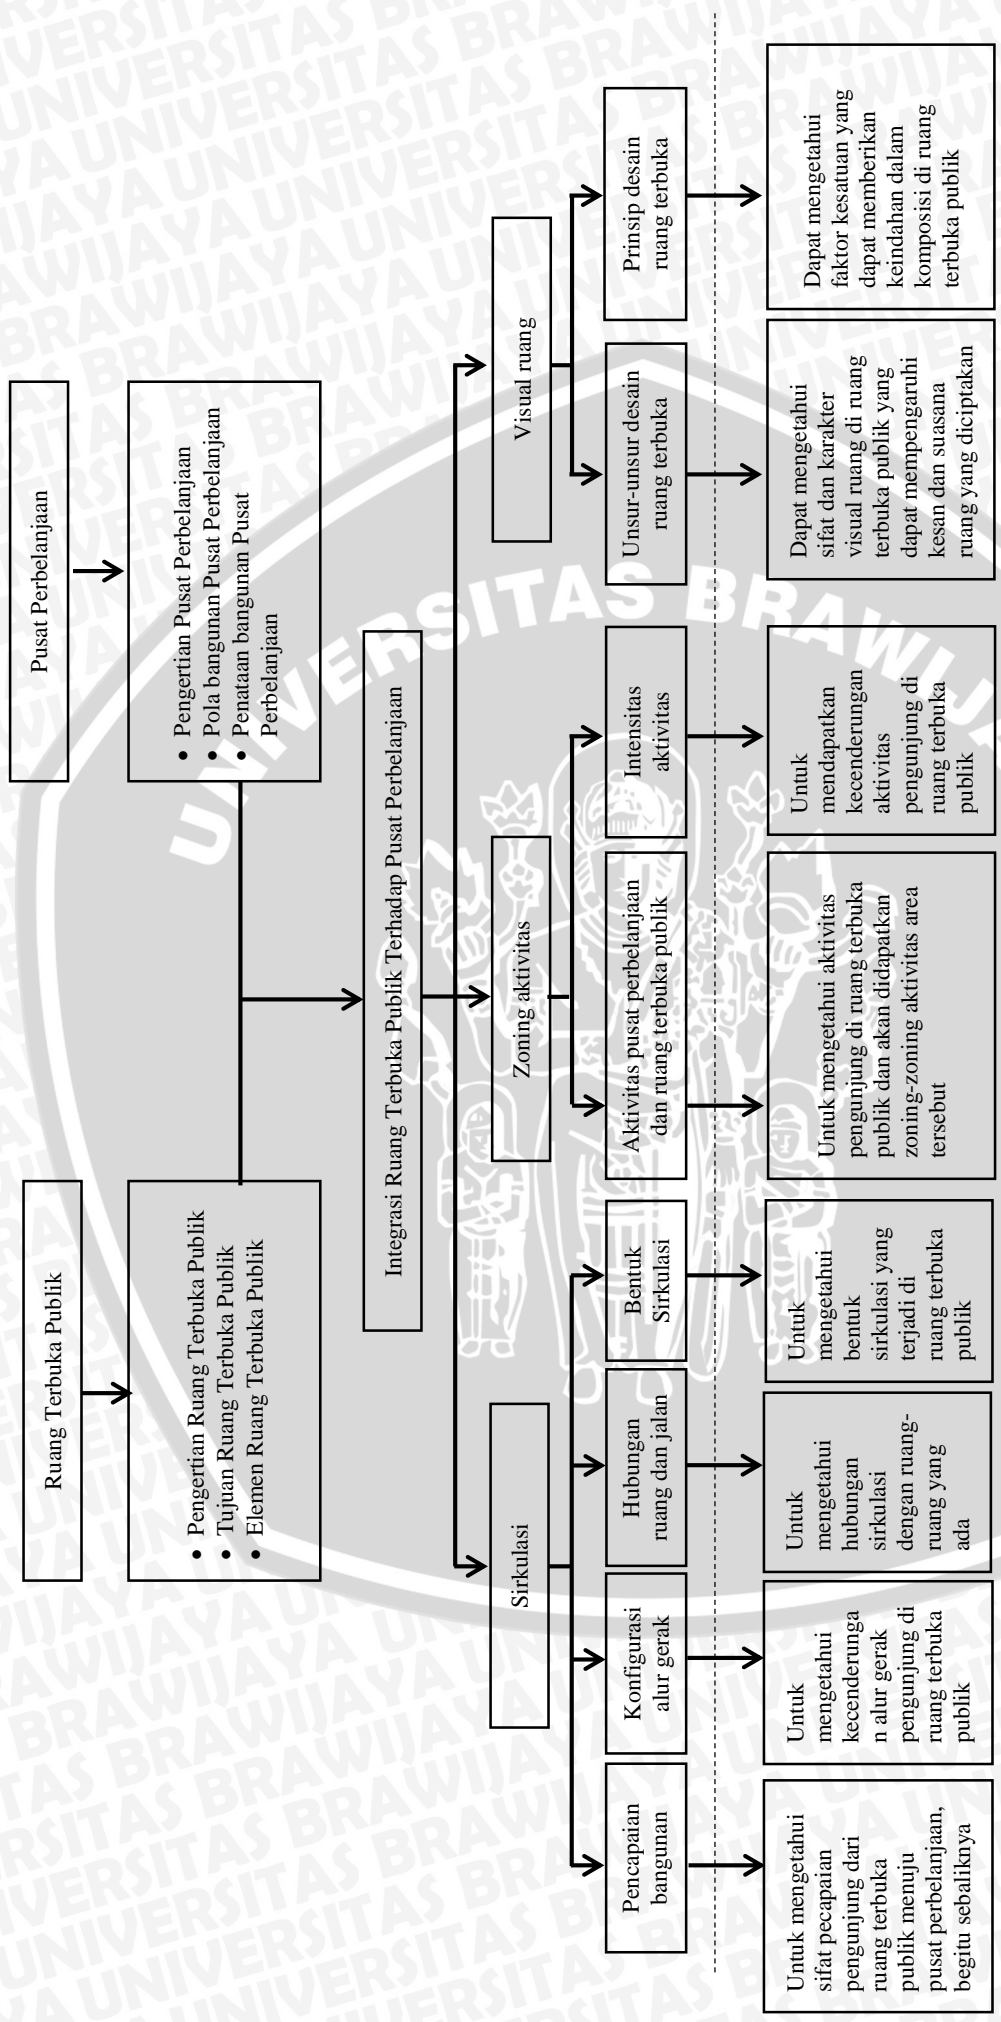 Ruang Terbuka Publik
Pusat Perbelanjaan
• Pengertian Ruang Terbuka Publik
• Tujuan Ruang Terbuka Publik
• Elemen Ruang Terbuka Publik
• Pengertian Pusat Perbelanjaan
• Pola bangunan Pusat Perbelanjaan
• Penataan bangunan Pusat
Perbelanjaan
Integrasi Ruang Terbuka Publik Terhadap Pusat Perbelanjaan
Sirkulasi
Zoning aktivitas
Visual ruang
Pencapaian
bangunan
Konfigurasi
alur gerak
Hubungan
ruang dan jalan
Bentuk
Sirkulasi
Aktivitas pusat perbelanjaan
dan ruang terbuka publik
Intensitas
aktivitas
Unsur-unsur desain
ruang terbuka
Prinsip desain
ruang terbuka
Untuk mengetahui
sifat pecapaian
pengunjung dari
ruang terbuka
publik menuju
pusat perbelanjaan,
begitu sebaliknya
Untuk
mengetahui
kecenderunga
n alur gerak
pengunjung di
ruang terbuka
publik
Untuk
mengetahui
hubungan
sirkulasi
dengan ruang-
ruang yang
ada
Untuk
mengetahui
bentuk
sirkulasi yang
terjadi di
ruang terbuka
publik
Untuk mengetahui aktivitas
pengunjung di ruang terbuka
publik dan akan didapatkan
zoning-zoning aktivitas area
tersebut
Untuk
mendapatkan
kecenderungan
aktivitas
pengunjung di
ruang terbuka
publik
Dapat mengetahui
sifat dan karakter
visual ruang di ruang
terbuka publik yang
dapat mempengaruhi
kesan dan suasana
ruang yang diciptakan
Dapat mengetahui
faktor kesatuan yang
dapat memberikan
keindahan dalam
komposisi di ruang
terbuka publik
UNIVERSITAS BRAWIJA